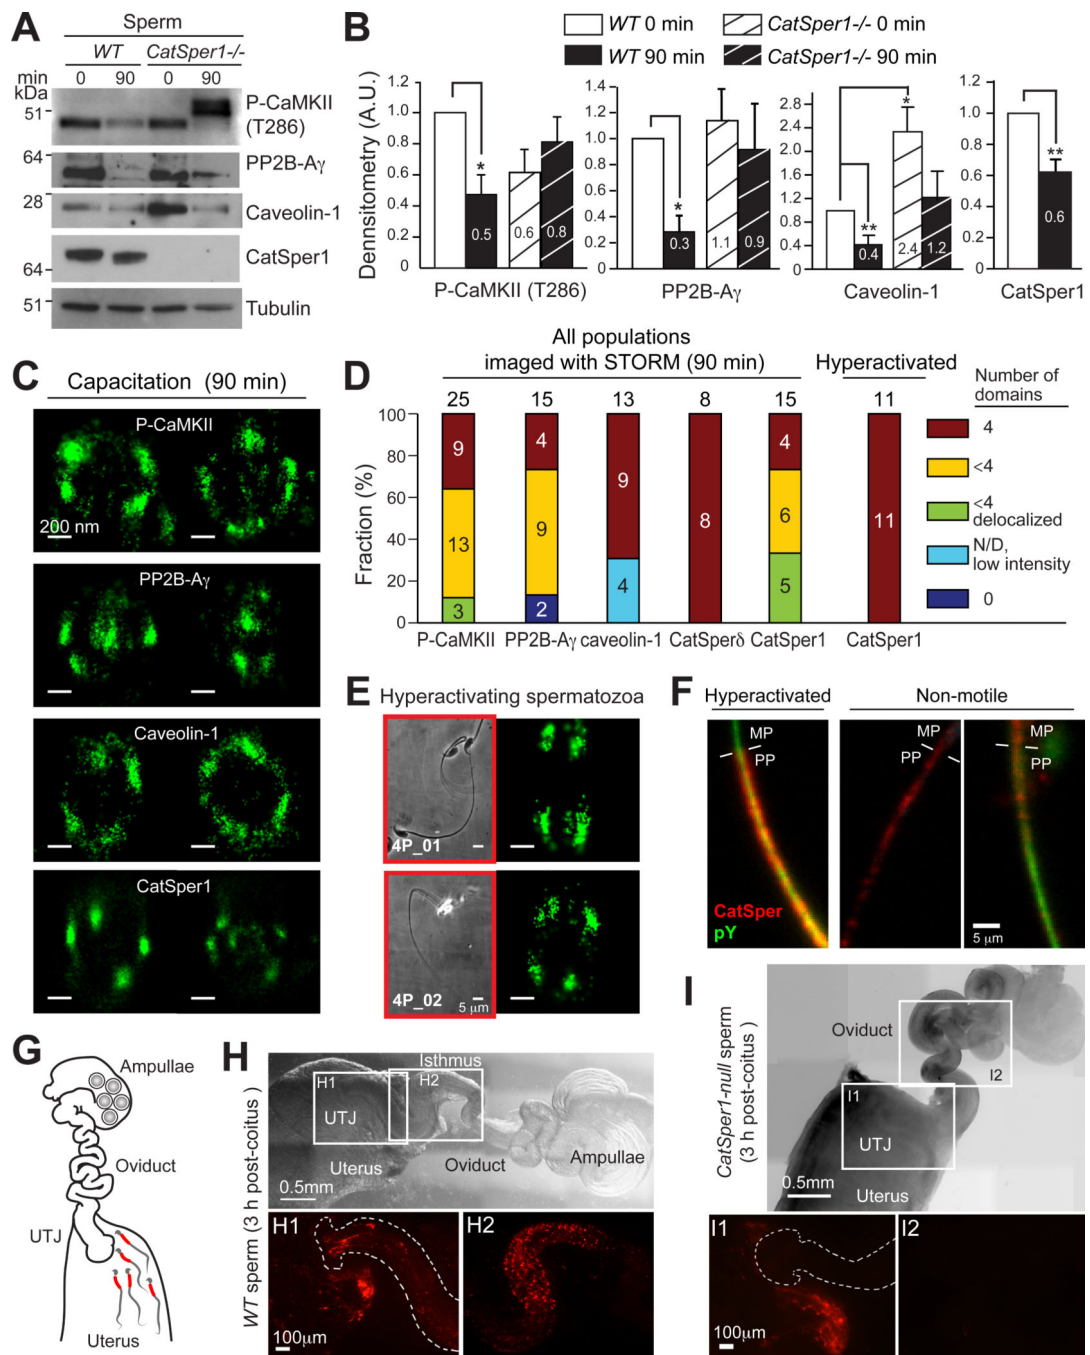 A
Sperm
WT CatSper1-/-
min 0 90 0 90
kDa
51
P-CaMKII
(T286)
64
PP2B-Aγ
28
Caveolin-1
CatSper1
64
51
Tubulin
B
WT 0 min
CatSper1-/- 0 min
WT 90 min
CatSper1-/- 90 min
Dennsitometry (A.U.)
1.2
1.0
0.8
0.6
0.4
0.2
0
*
0.5
0.6
0.8
P-CaMKII (T286)
1.4
1.2
1.0
0.8
0.6
0.4
0.2
0
*
0.3
1.1
0.9
PP2B-Aγ
2.8
2.4
2.0
1.6
1.2
0.8
0.4
0
*
**
0.4
2.4
1.2
Caveolin-1
1.2
1.0
0.8
0.6
0.4
0.2
0
**
0.6
CatSper1
C
Capacitation (90 min)
P-CaMKII
200 nm
PP2B-Aγ
Caveolin-1
CatSper1
D
All populations
imaged with STORM (90 min)
Hyperactivated
Number of
domains
25 15 13 8 15 11
Fraction (%)
100
80
60
40
20
0
9
13
3
4
9
2
9
4
8
4
6
5
11
P-CaMKII PP2B-Aγ caveolin-1 CatSperδ CatSper1 CatSper1
4
<4
<4
delocalized
N/D,
low intensity
0
E
Hyperactivating spermatozoa
4P_01
4P_02
5 μm
F
Hyperactivated Non-motile
MP
PP
MP
PP
MP
PP
CatSper
pY
5 μm
G
Ampullae
Oviduct
UTJ
Uterus
H
WT sperm (3 h post-coitus)
Isthmus
H1
H2
UTJ
Uterus
Oviduct
Ampullae
0.5mm
H1
H2
100μm
I
CatSper1-null sperm
(3 h post-coitus)
Oviduct
I2
I1
UTJ
0.5mm
Uterus
I1
I2
100μm